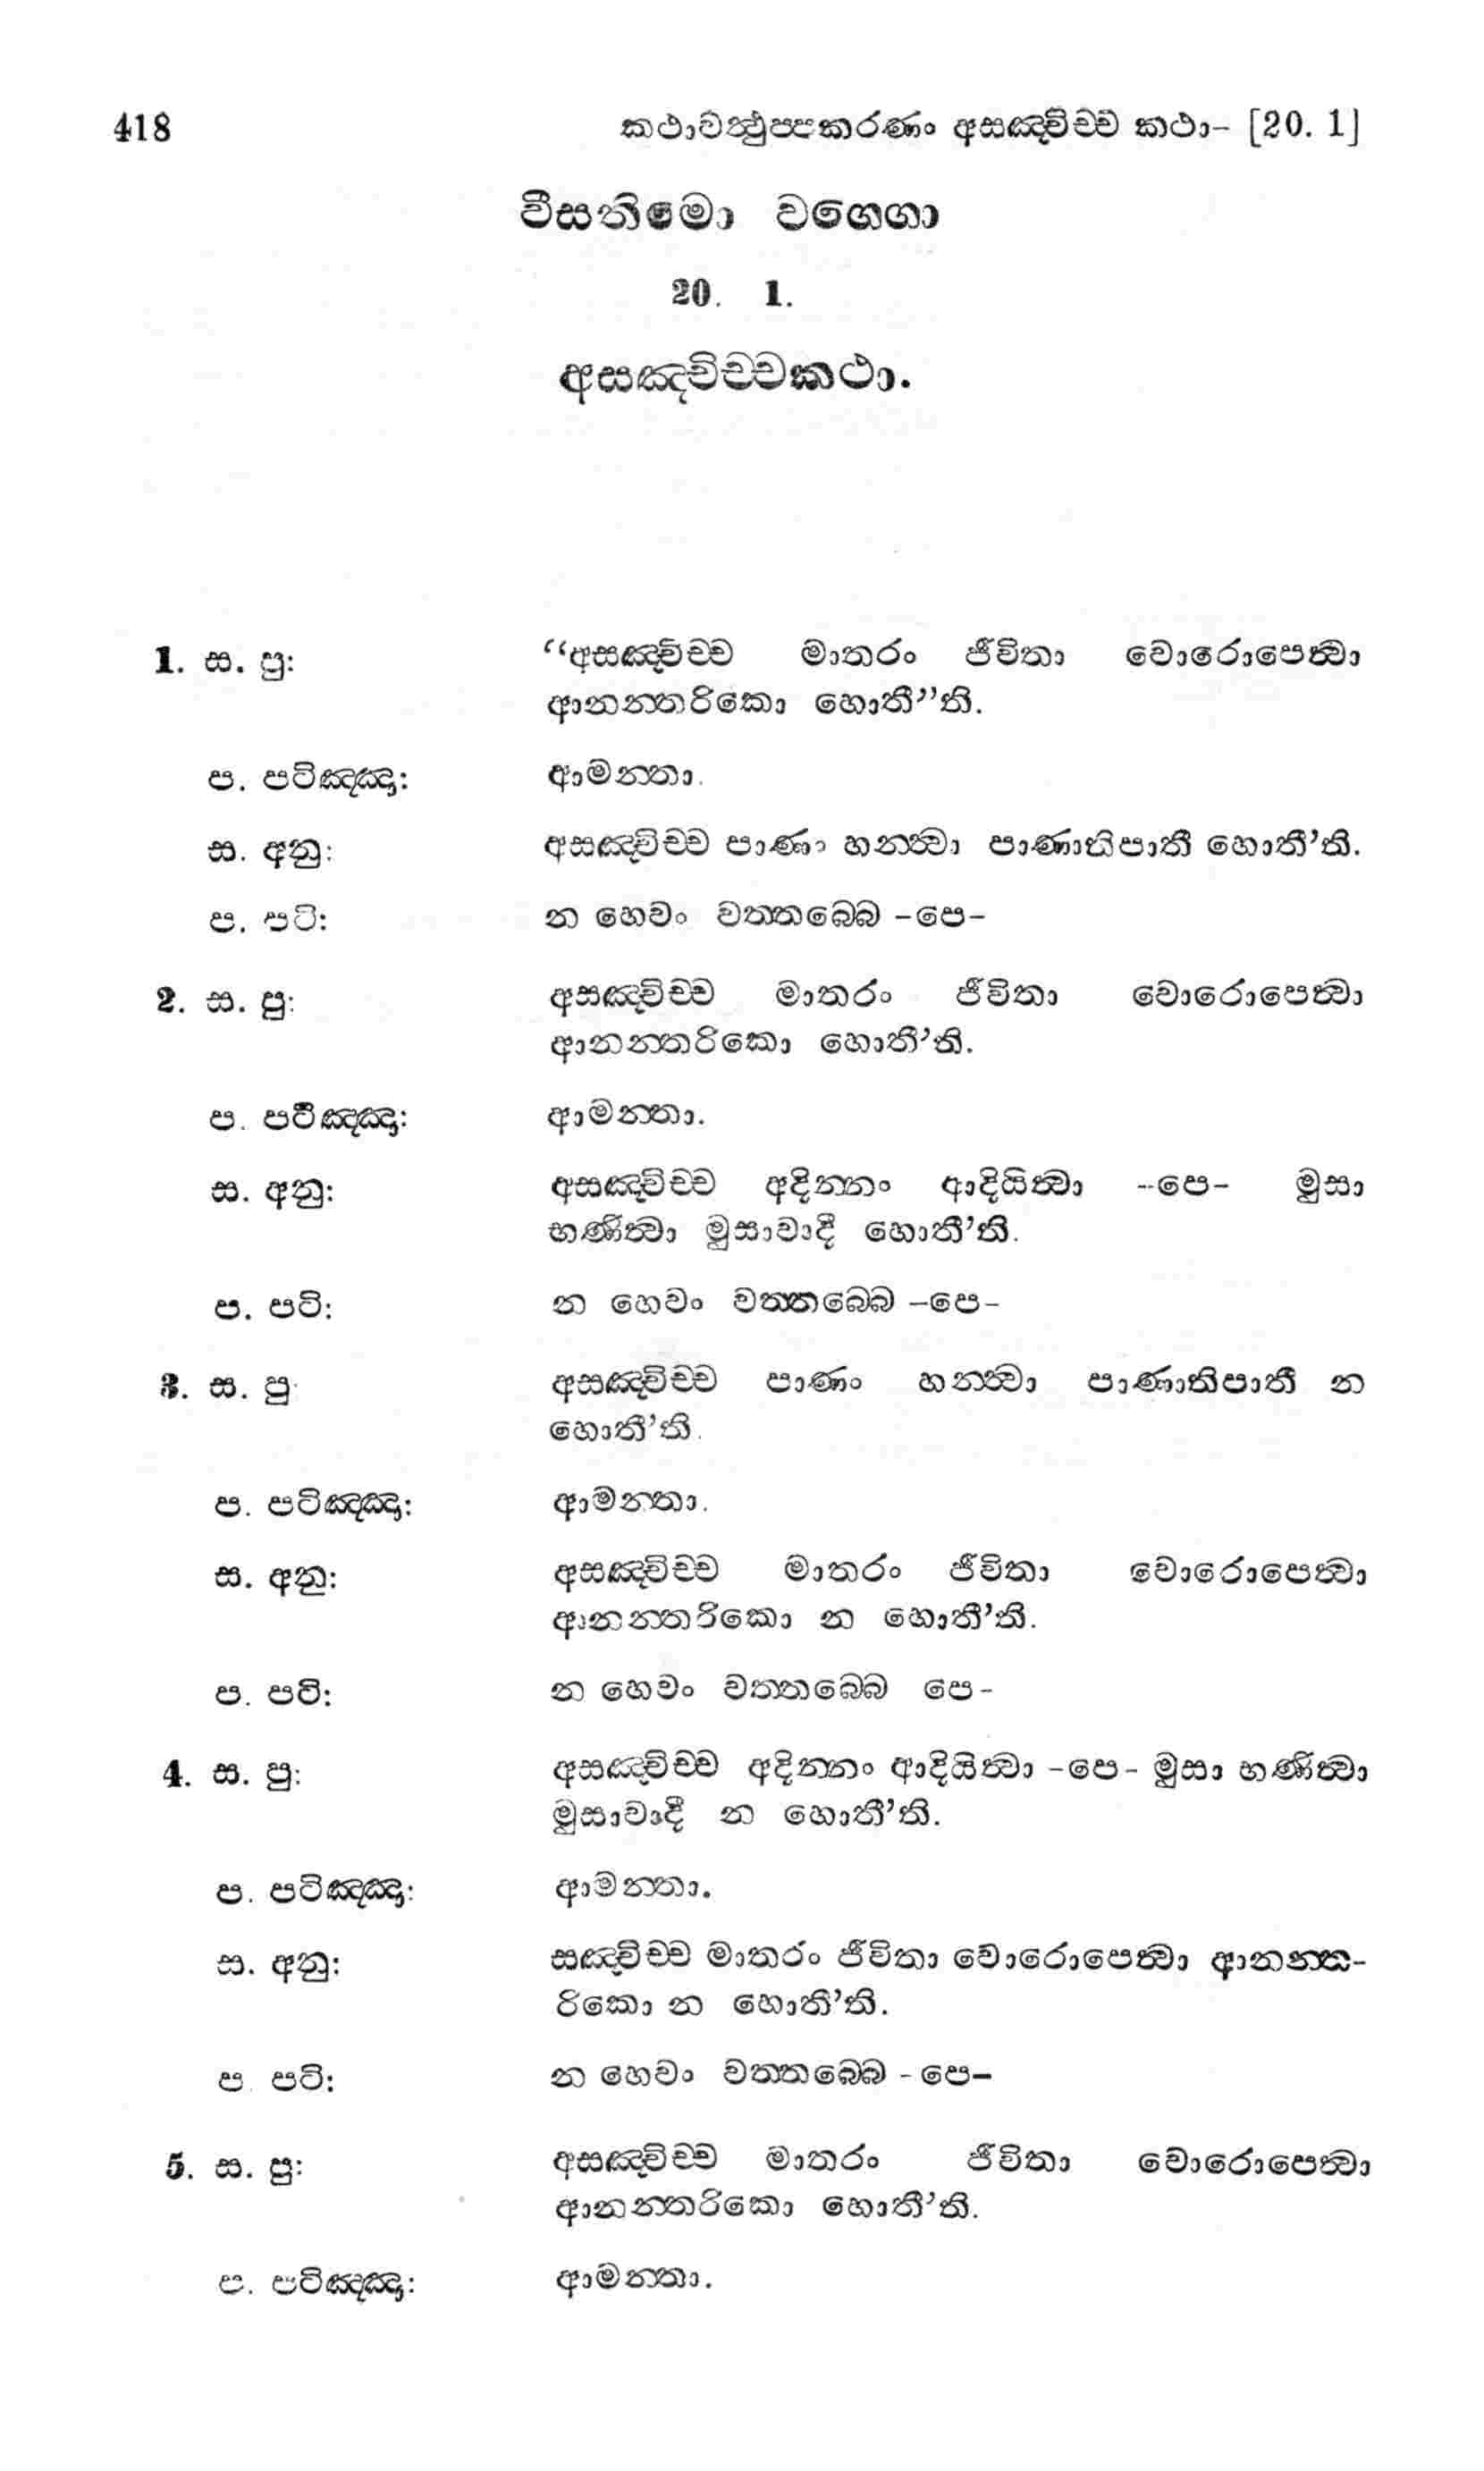 418 කථාවත්ථුප්පකරණං අසඤ්චිච්ච කථා- [20. 1]
වීසතිමො වග්ගො
20. 1.
අසඤ්චිච්චකථා.
1. ස. පු: “අසඤ්චිච්ච මාතරං ජීවිතා වොරොපෙත්වා
ආනන්තරිකො හොතී”ති.
ප. පටිඤ්ඤා: ආමන්තා.
ස. අනු: අසඤ්චිච්ච පාණං හන්ත්වා පාණාතිපාතී හොතී’ති.
ප. පටි: න හෙවං වත්තබ්බෙ -පෙ-
2. ස. පු: අසඤ්චිච්ච මාතරං ජීවිතා වොරොපෙත්වා
ආනන්තරිකො හොතී’ති.
ප. පටිඤ්ඤා: ආමන්තා.
ස. අනු: අසඤ්චිච්ච අදින්නං ආදියිත්වා -පෙ- මුසා
භණිත්වා මුසාවාදී හොතී’ති.
ප. පටි: න හෙවං වත්තබ්බෙ -පෙ-
3. ස. පු: අසඤ්චිච්ච පාණං හන්ත්වා පාණාතිපාතී න
හොතී’ති.
ප. පටිඤ්ඤා: ආමන්තා.
ස. අනු: අසඤ්චිච්ච මාතරං ජීවිතා වොරොපෙත්වා
ආනන්තරිකො න හොතී’ති.
ප. පටි: න හෙවං වත්තබ්බෙ පෙ-
4. ස. පු: අසඤ්චිච්ච අදින්නං ආදියිත්වා -පෙ- මුසා භණිත්වා
මුසාවාදී න හොතී’ති.
ප. පටිඤ්ඤා: ආමන්තා.
ස. අනු: සඤ්චිච්ච මාතරං ජීවිතා වොරොපෙත්වා ආනන්ත-
රිකො න හොතී’ති.
ප. පටි: න හෙවං වත්තබ්බෙ -පෙ-
5. ස. පු: අසඤ්චිච්ච මාතරං ජීවිතා වොරොපෙත්වා
ආනන්තරිකො හොතී’ති.
ප. පටිඤ්ඤා: ආමන්තා.